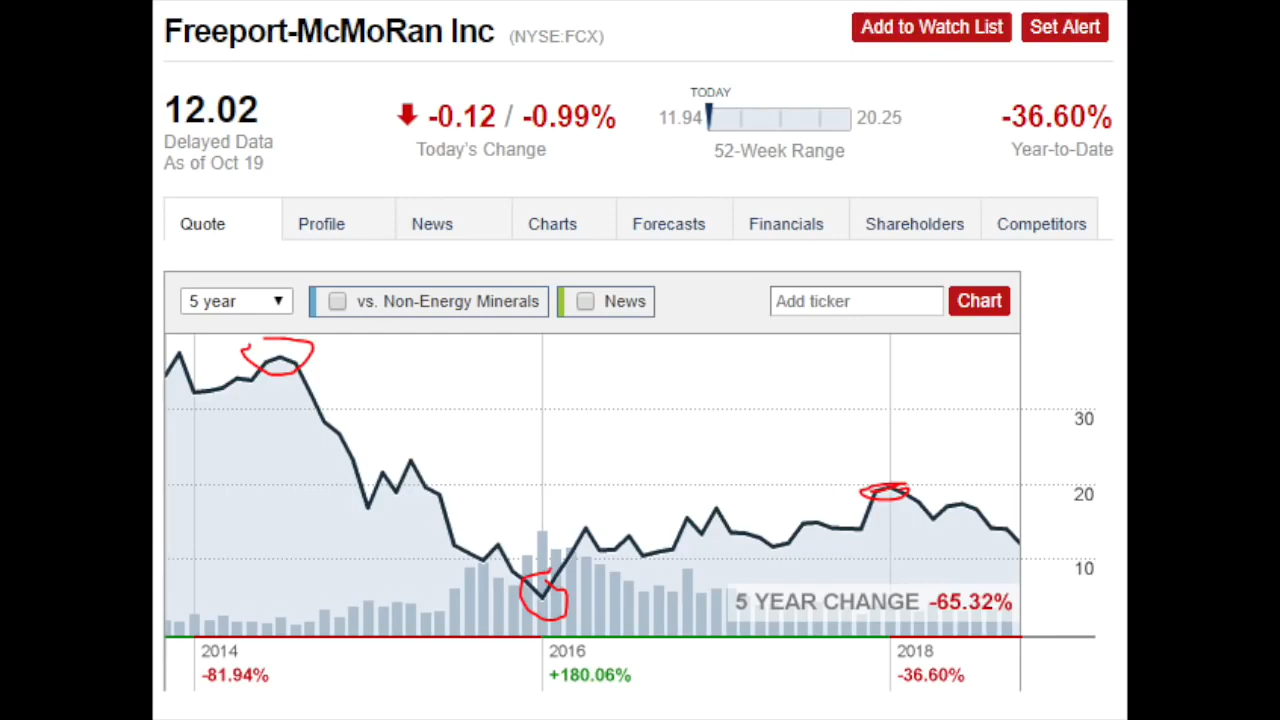 Freeport-McMoRan Inc (NYSE:FCX) Add to Watch List Set Alert
TODAY
12.02 -0.12 / -0.99% 11.94 20.25 -36.60%
Delayed Data Today's Change 52-Week Range Year-to-Date
As of Oct 19
Quote Profile News Charts Forecasts Financials Shareholders Competitors
5 year vs. Non-Energy Minerals News Add ticker Chart
30
20
10
5 YEAR CHANGE -65.32%
2014 2016 2018
-81.94% +180.06% -36.60%